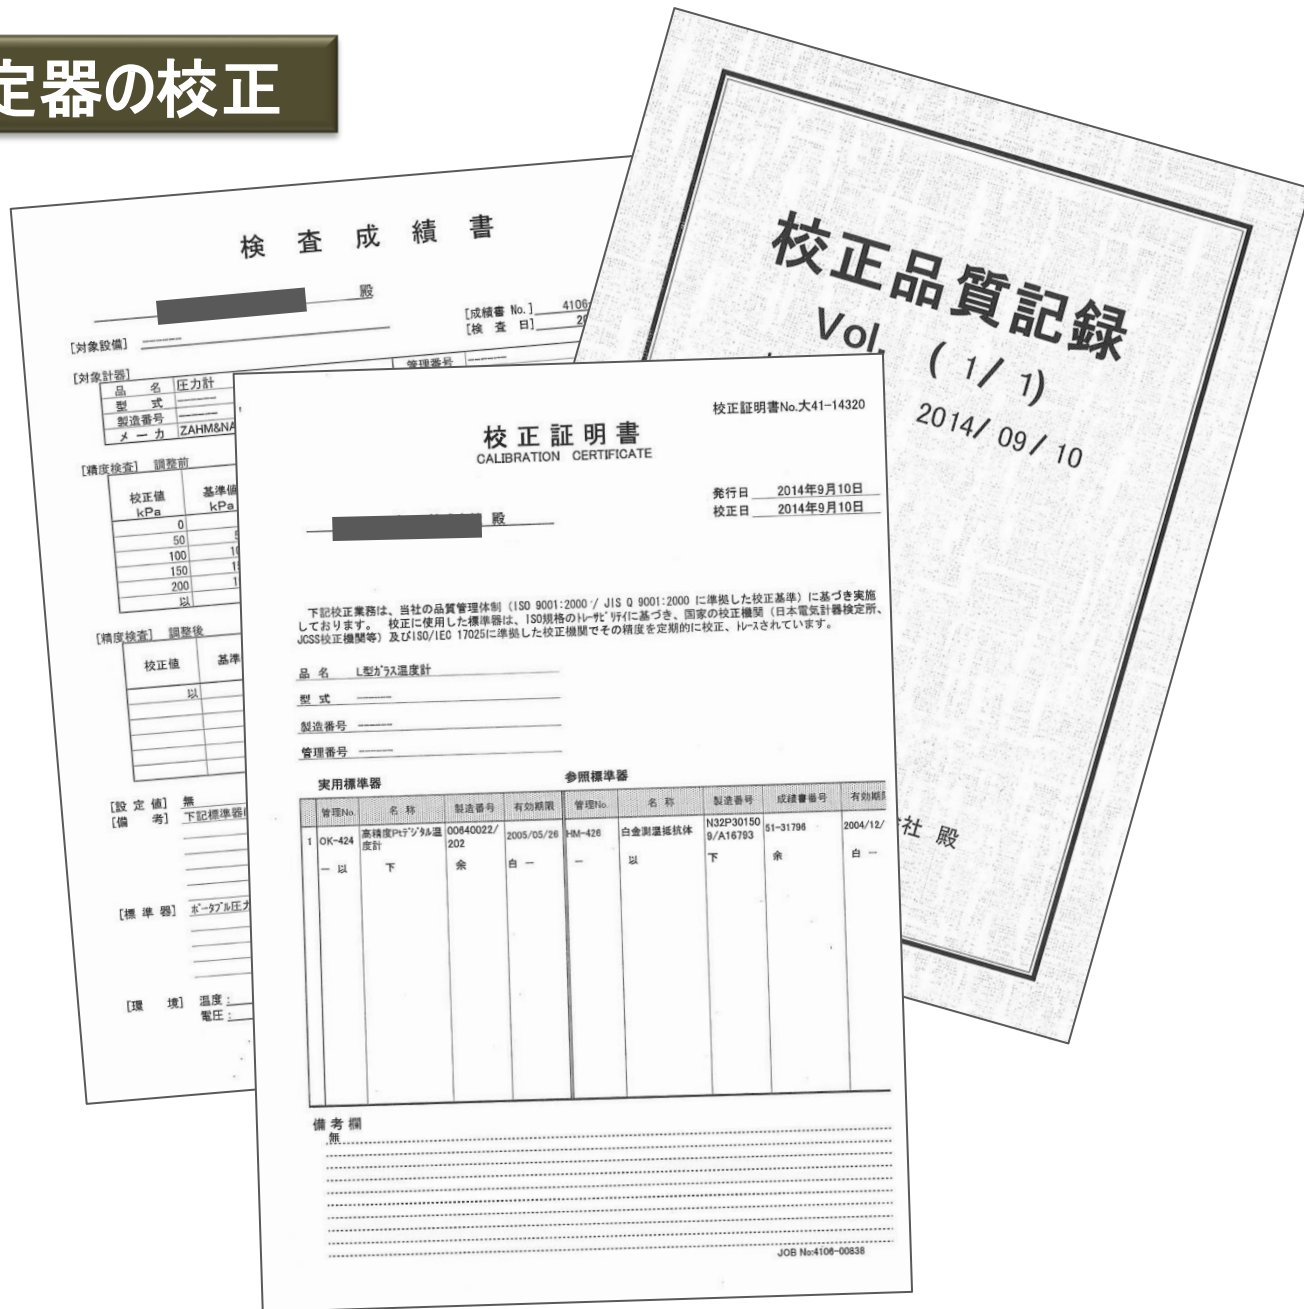 定器の校正
検 査 成 績 書
殿
[成績書 No.] 4106-
[検 査 日] 20
[対象設備] ------
[対象計器]
品 名 圧力計
管理番号 ------
型 式 ------
製造番号 ------
メ ー カ ZAHM&NA
[精度検査] 調整前
校正値 kPa 基準値 kPa
0
50 5
100 10
150 1
200 1
以
[精度検査] 調整後
校正値 基準
以
[設 定 値] 無
[備 考] 下記標準器
[標 準 器] ポータブル圧力
[環 境] 温度:
電圧:
校正品質記録
Vol. ( 1/ 1)
2014/ 09/ 10
社 殿
校正証明書No.大41-14320
校正証明書
CALIBRATION CERTIFICATE
発行日 2014年9月10日
校正日 2014年9月10日
殿
下記校正業務は、当社の品質管理体制（ISO 9001:2000 / JIS Q 9001:2000 に準拠した校正基準）に基づき実施
しております。 校正に使用した標準器は、ISO規格のトレーサビリティに基づき、国家の校正機関（日本電気計器検定所、
JCSS校正機関等）及びISO/IEC 17025に準拠した校正機関でその精度を定期的に校正、トレースされています。
品 名 L型ガラス温度計
型 式 ------
製造番号 ------
管理番号 ------
実用標準器 参照標準器
管理No. 名 称 製造番号 有効期限 管理No. 名 称 製造番号 成績書番号 有効期限
1 OK-424 高精度Ptデジタル温度計 00640022/202 2005/05/26 HM-426 白金測温抵抗体 N32P301509/A16793 51-31796 2004/12/
ー 以 下 余 白 ー ー 以 下 余 白 ー
備考欄
無
JOB No:4106-00838